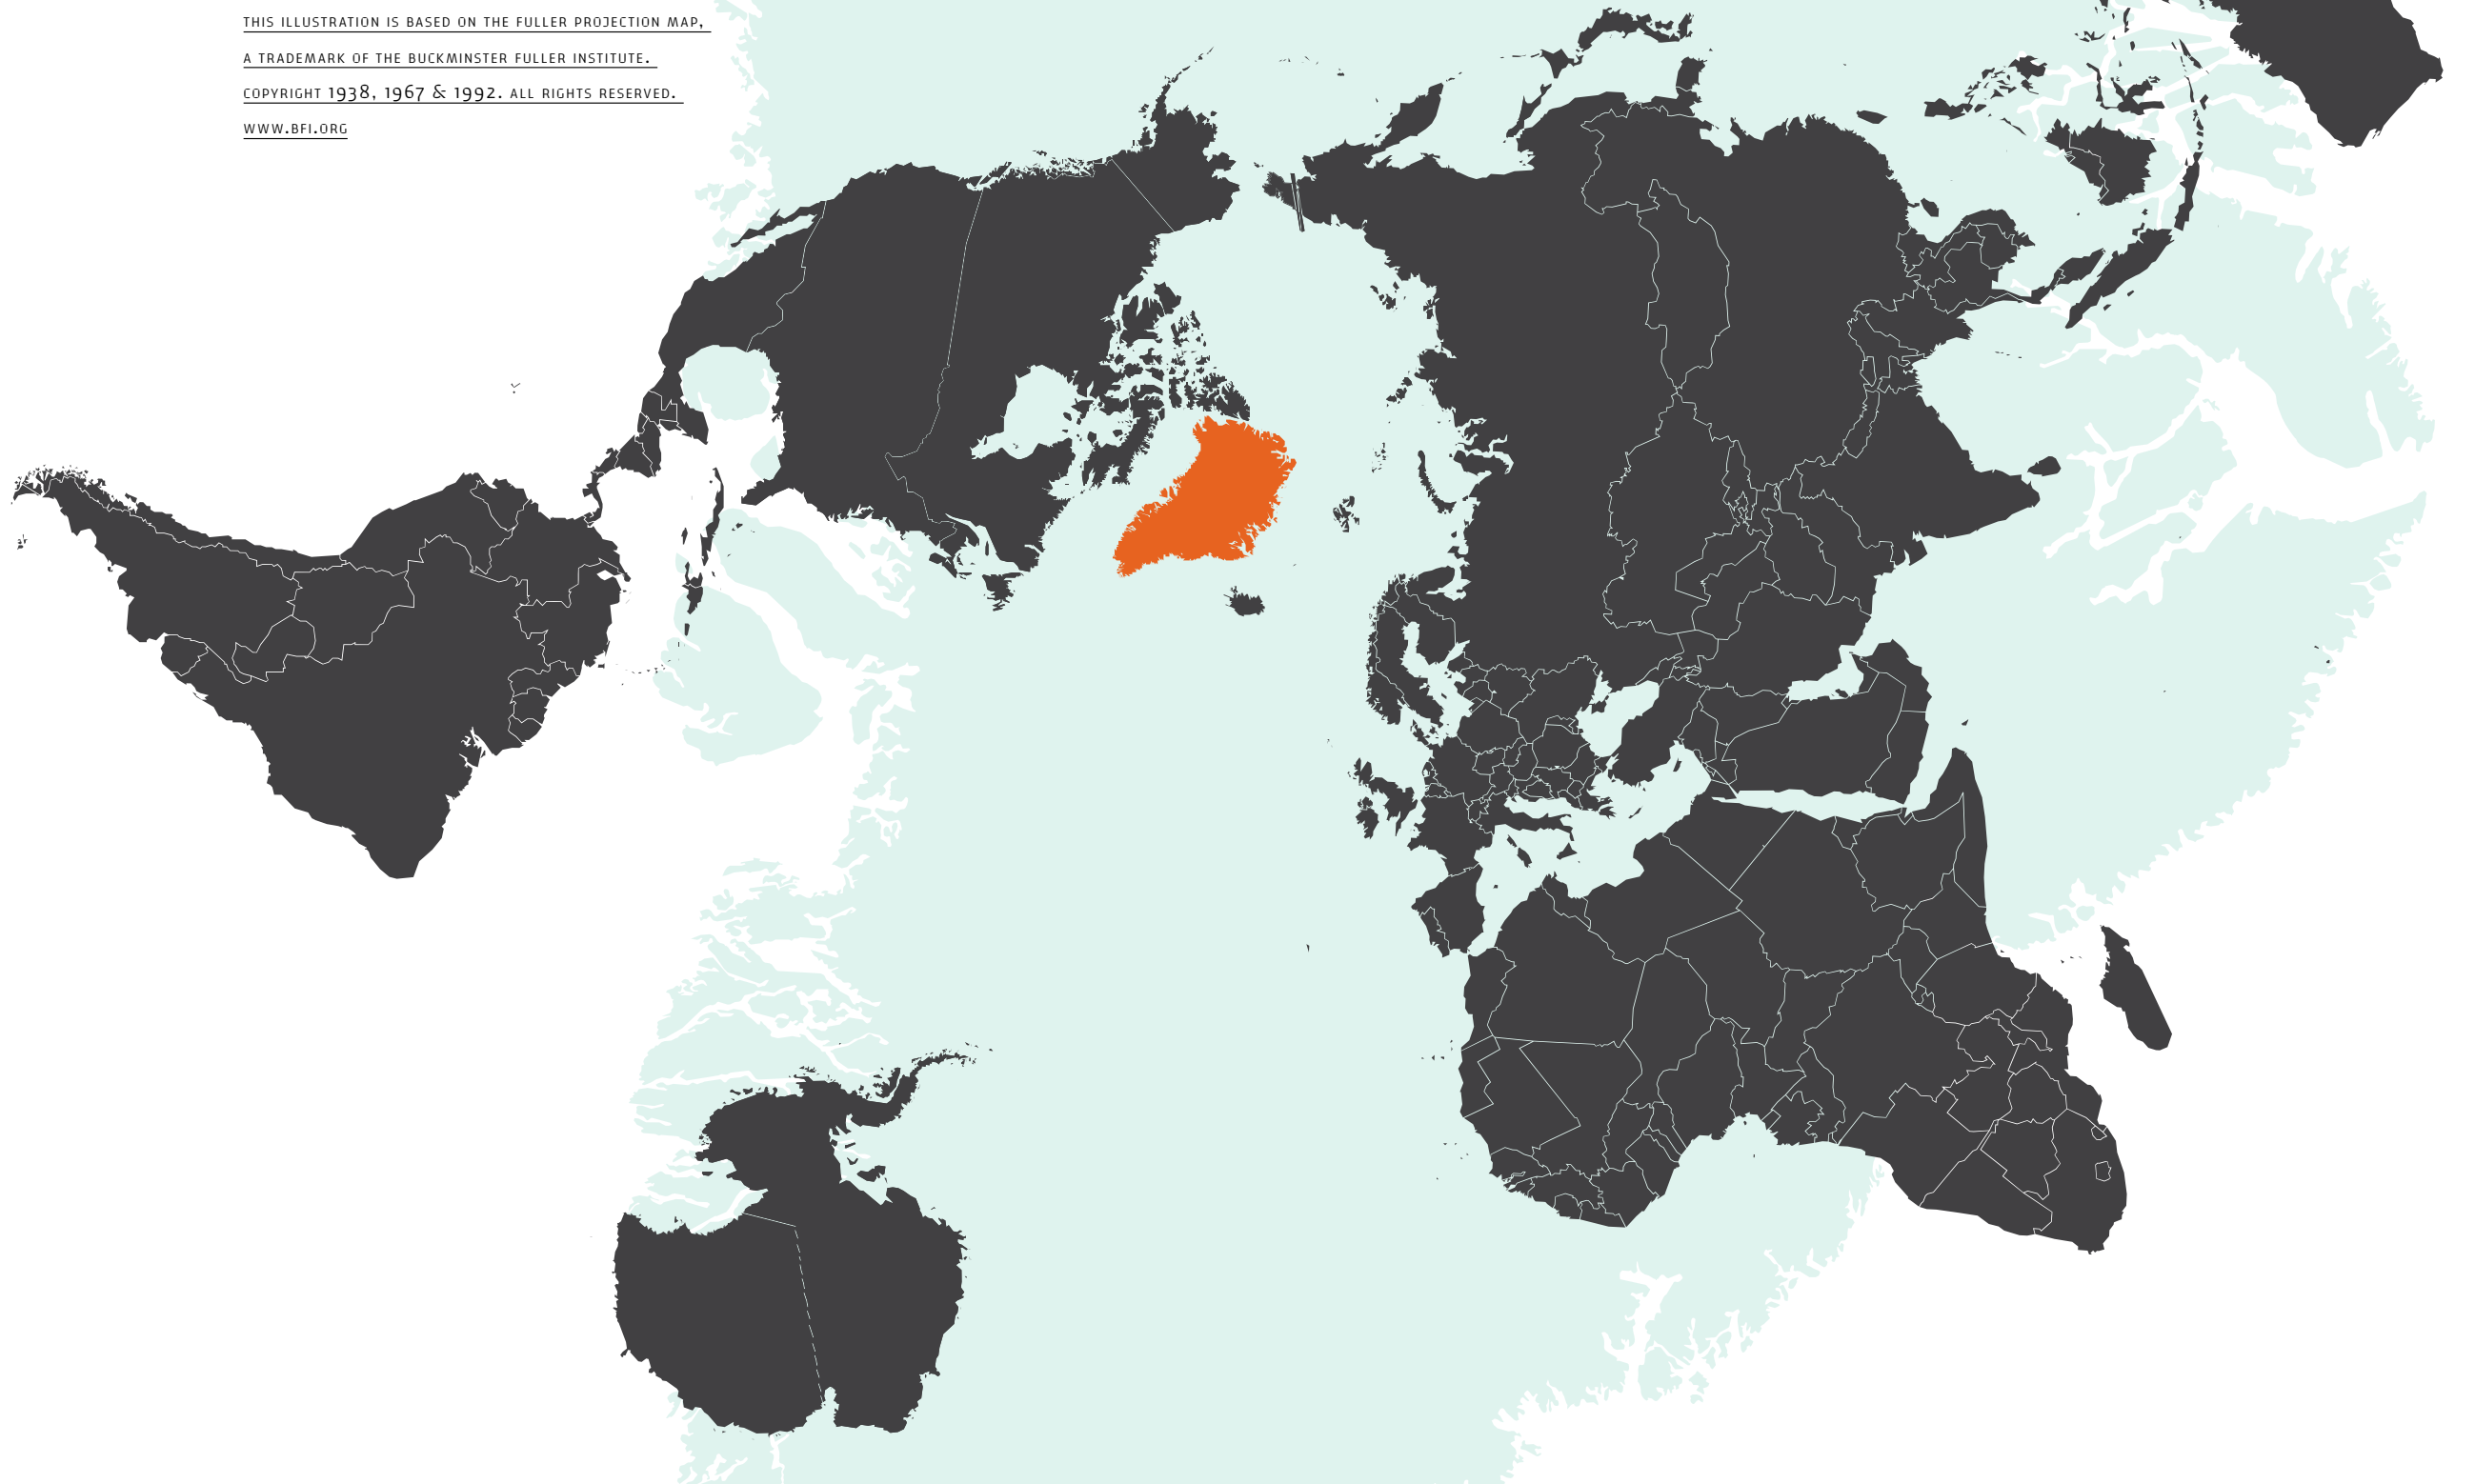 THIS ILLUSTRATION IS BASED ON THE FULLER PROJECTION MAP,
A TRADEMARK OF THE BUCKMINSTER FULLER INSTITUTE.
COPYRIGHT 1938, 1967 & 1992. ALL RIGHTS RESERVED.
WWW.BFI.ORG